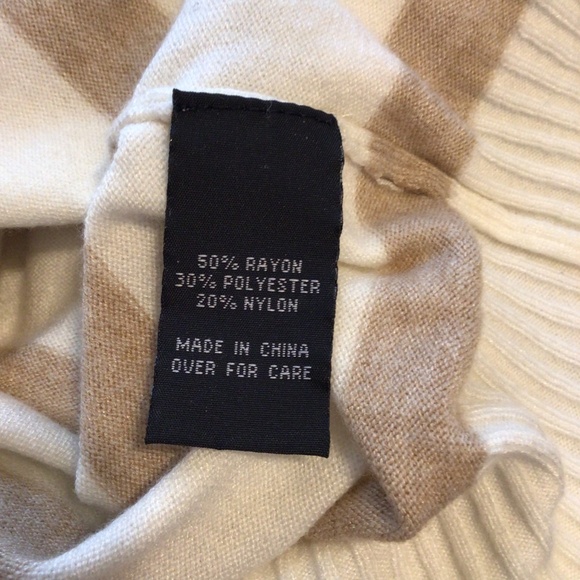 50% RAYON
30% POLYESTER
20% NYLON
MADE IN CHINA
OVER FOR CARE